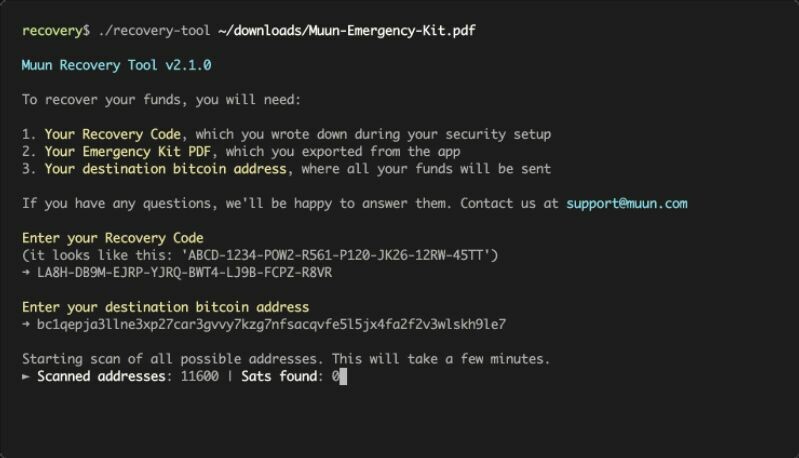 recovery$ ./recovery-tool ~/downloads/Muun-Emergency-Kit.pdf
Muun Recovery Tool v2.1.0
To recover your funds, you will need:
1. Your Recovery Code, which you wrote down during your security setup
2. Your Emergency Kit PDF, which you exported from the app
3. Your destination bitcoin address, where all your funds will be sent
If you have any questions, we'll be happy to answer them. Contact us at support@muun.com
Enter your Recovery Code
(it looks like this: 'ABCD-1234-POW2-R561-P120-JK26-12RW-45TT')
➜ LA8H-DB9M-EJRP-YJRQ-BWT4-LJ9B-FCPZ-R8VR
Enter your destination bitcoin address
➜ bc1qepja3llne3xp27car3gvvy7kzg7nfsacqvfe5l5jx4fa2f2v3wlskh9le7
Starting scan of all possible addresses. This will take a few minutes.
► Scanned addresses: 11600 | Sats found: 0